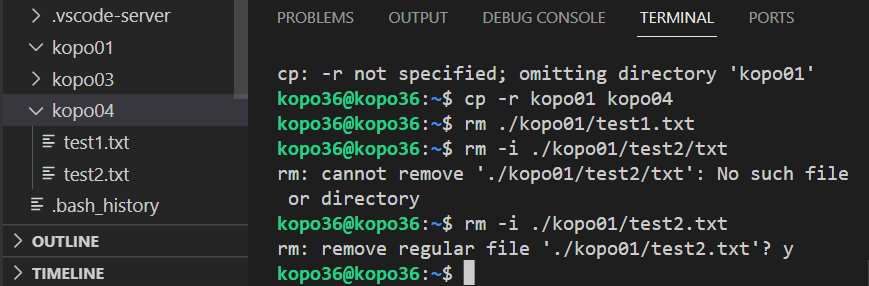 .vscode-server
kopo01
kopo03
kopo04
test1.txt
test2.txt
.bash_history
OUTLINE
TIMELINE
PROBLEMS OUTPUT DEBUG CONSOLE TERMINAL PORTS
cp: -r not specified; omitting directory 'kopo01'
kopo36@kopo36:~$ cp -r kopo01 kopo04
kopo36@kopo36:~$ rm ./kopo01/test1.txt
kopo36@kopo36:~$ rm -i ./kopo01/test2/txt
rm: cannot remove './kopo01/test2/txt': No such file
or directory
kopo36@kopo36:~$ rm -i ./kopo01/test2.txt
rm: remove regular file './kopo01/test2.txt'? y
kopo36@kopo36:~$